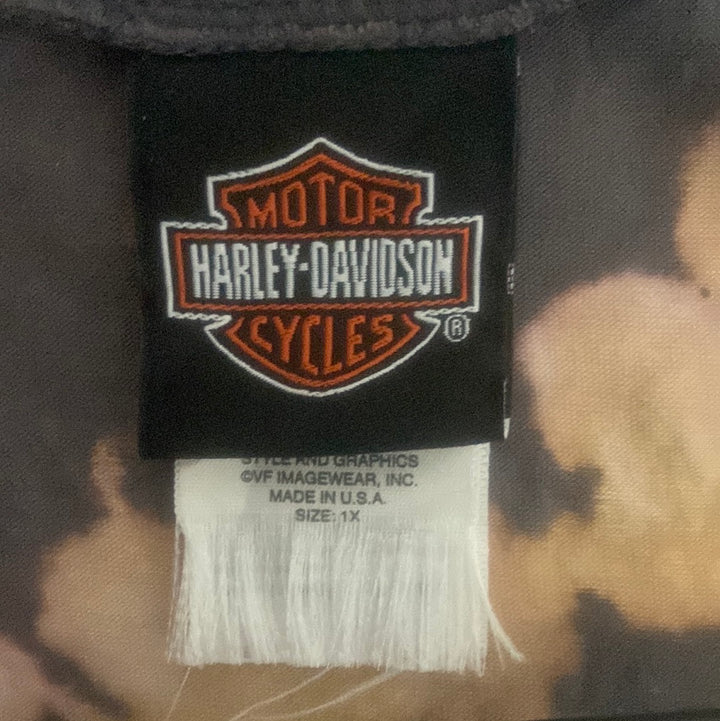 MOTOR
HARLEY-DAVIDSON
CYCLES
®
STYLE AND GRAPHICS
©VF IMAGEWEAR, INC.
MADE IN U.S.A.
SIZE: 1X